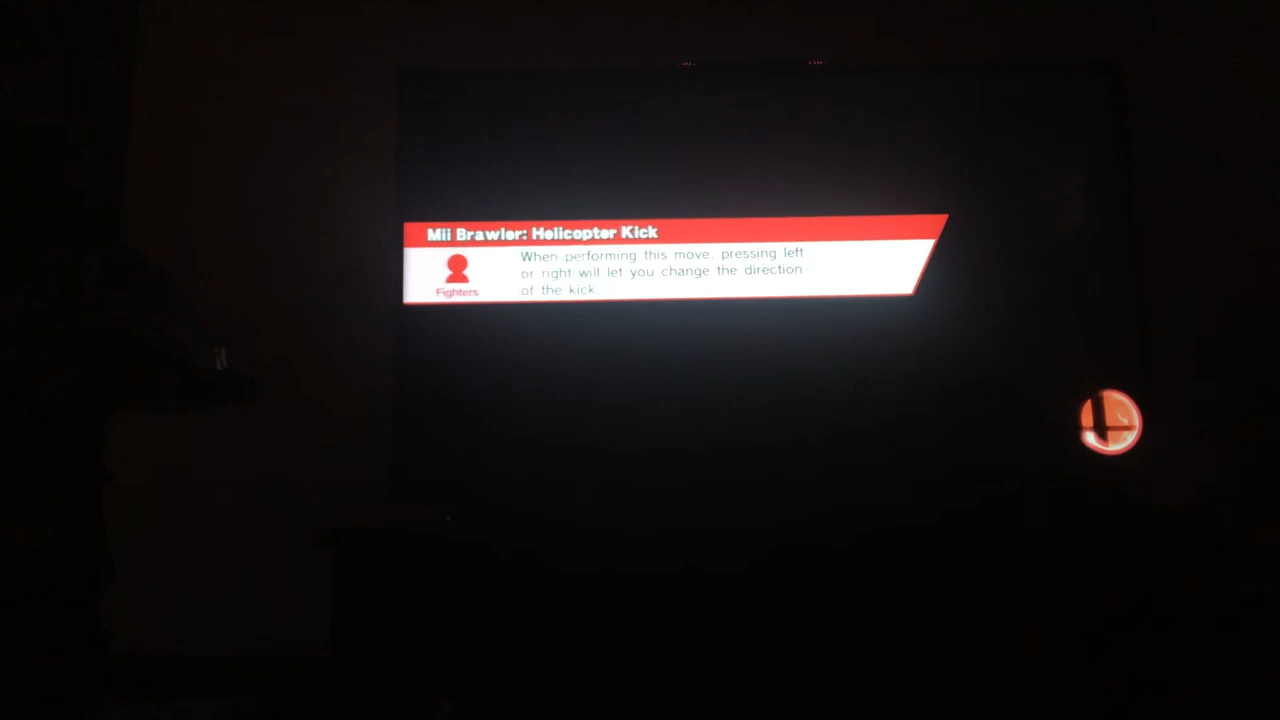 Mii Brawler: Helicopter Kick
When performing this move, pressing left
or right will let you change the direction
of the kick.
Fighters